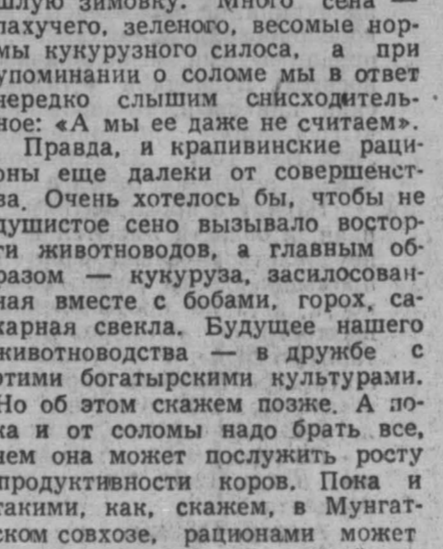 шлую зимовку. Много сена —
пахучего, зеленого, весомые нор-
мы кукурузного силоса, а при
упоминании о соломе мы в ответ
нередко слышим снисходитель-
ное: «А мы ее даже не считаем».
Правда, и крапивинские раци-
оны еще далеки от совершенст-
ва. Очень хотелось бы, чтобы не
душистое сено вызывало востор-
ги животноводов, а главным об-
разом — кукуруза, засилосован-
ная вместе с бобами, горох, са-
харная свекла. Будущее нашего
животноводства — в дружбе с
этими богатырскими культурами.
Но об этом скажем позже. А по-
ка и от соломы надо брать все,
чем она может послужить росту
продуктивности коров. Пока и
такими, как, скажем, в Мунгат-
ском совхозе, рационами может